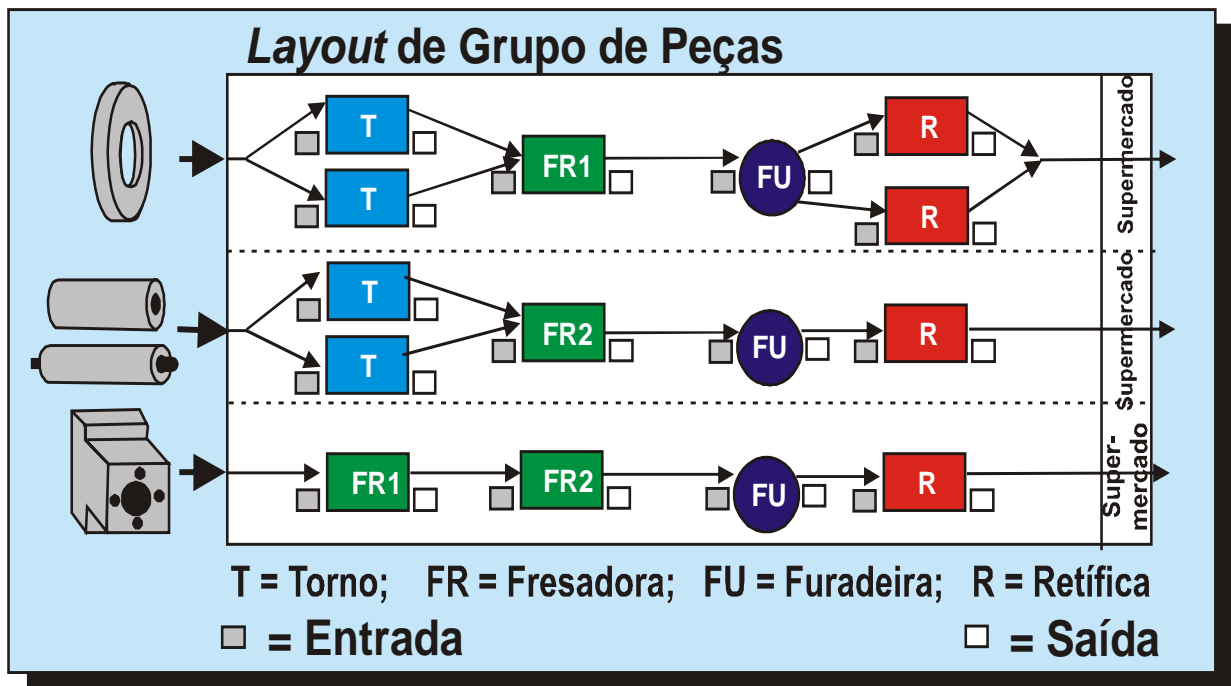 Layout de Grupo de Peças
T
T
FR1
FU
R
R
Supermercado
T
T
FR2
FU
R
Supermercado
FR1
FR2
FU
R
Super-
mercado
T = Torno; FR = Fresadora; FU = Furadeira; R = Retífica
= Entrada
= Saída